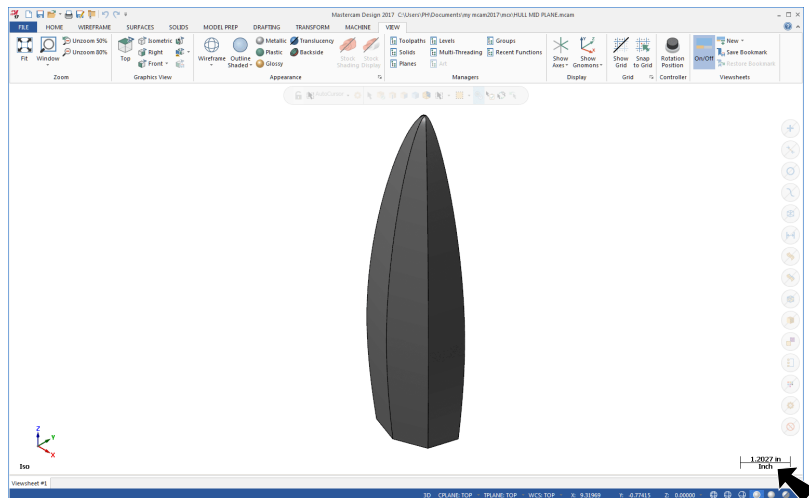 Mastercam Design 2017 C:\Users\PH\Documents\my mcam2017\mcx\HULL MID PLANE.mcam
FILE HOME WIREFRAME SURFACES SOLIDS MODEL PREP DRAFTING TRANSFORM MACHINE VIEW
Unzoom 50% Isometric Metallic Translucency Toolpaths Levels Groups New
Unzoom 80% Right Plastic Backside Solids Multi-Threading Recent Functions Save Bookmark
Front Glossy Planes Art Restore Bookmark
Fit Window Top Wireframe Outline Shaded Stock Shading Stock Display Show Axes Show Gnomons Show Grid Snap to Grid Rotation Position On/Off
Zoom Graphics View Appearance Managers Display Grid Controller Viewsheets
AutoCursor
Z
Y
X
Iso
1.2027 in
Inch
Viewsheet #1
3D CPLANE: TOP TPLANE: TOP WCS: TOP X: 9.31969 Y: -0.77415 Z: 0.00000